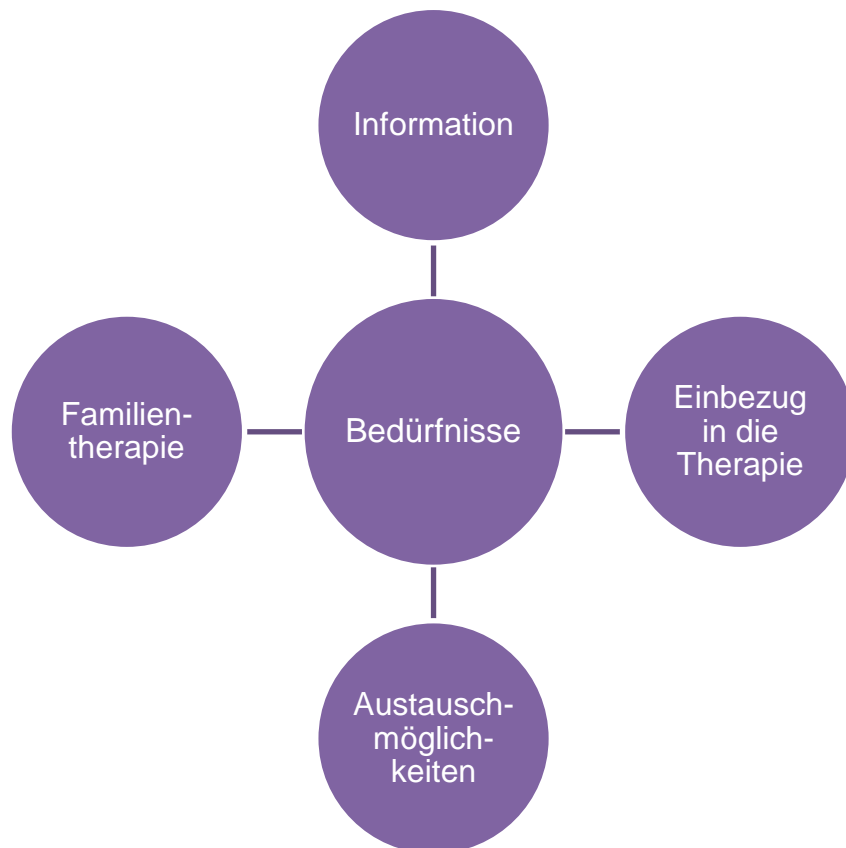 Information
Familien-
therapie
Bedürfnisse
Einbezug
in die
Therapie
Austausch-
möglich-
keiten